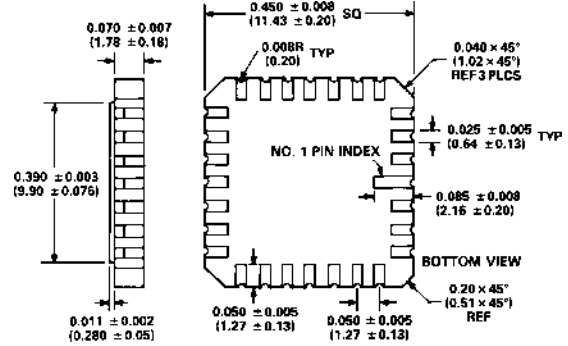 0.450 ± 0.008 SQ
(11.43 ± 0.20)
0.070 ± 0.007
(1.78 ± 0.18)
0.008R TYP
(0.20)
0.040 × 45°
(1.02 × 45°)
REF 3 PLCS
0.025 ± 0.005 TYP
(0.64 ± 0.13)
NO. 1 PIN INDEX
0.390 ± 0.003
(9.90 ± 0.076)
0.085 ± 0.008
(2.16 ± 0.20)
BOTTOM VIEW
0.20 × 45°
(0.51 × 45°)
REF
0.011 ± 0.002
(0.280 ± 0.05)
0.050 ± 0.005
(1.27 ± 0.13)
0.050 ± 0.005
(1.27 ± 0.13)